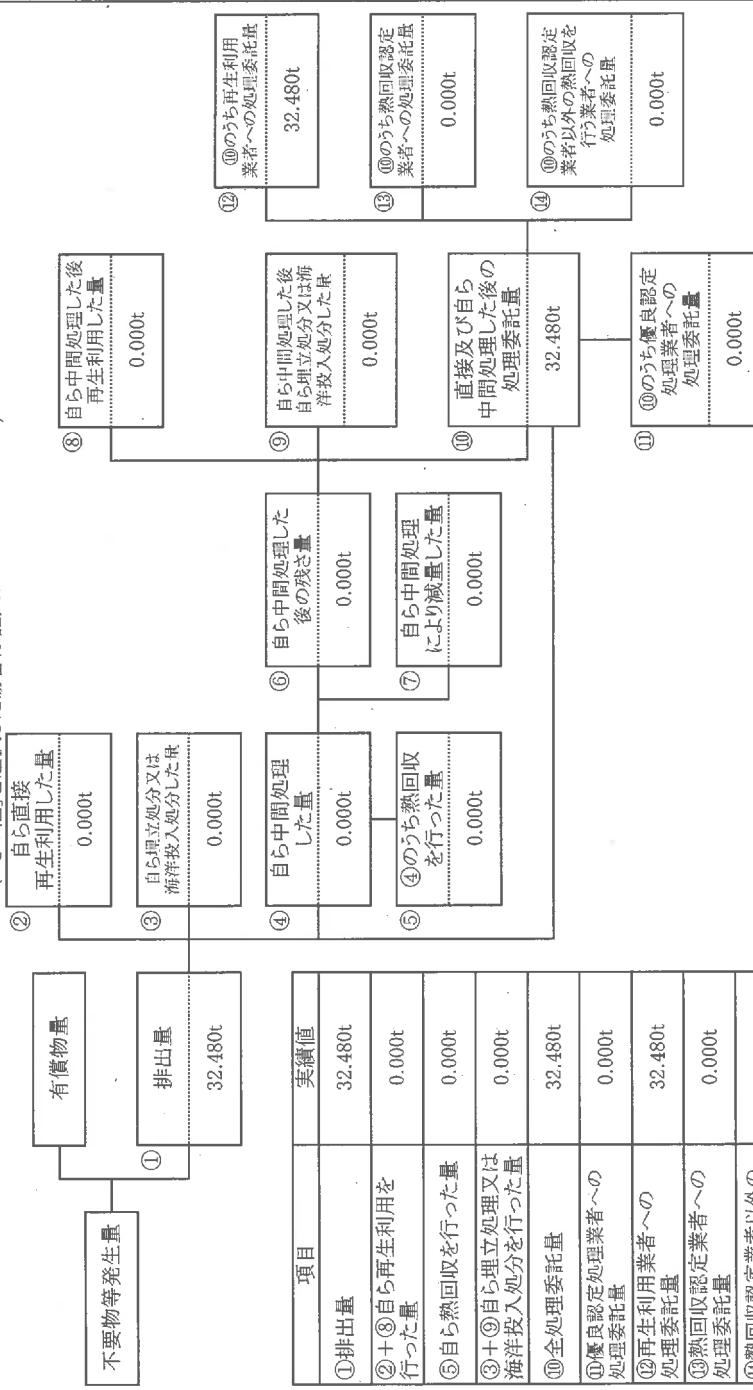 不要物等発生量
有償物量
①
排出量
32.480t
②
自ら直接
再生利用した量
0.000t
③
自ら埋立処分又は
海洋投入処分した量
0.000t
④
自ら中間処理
した量
0.000t
⑤
④のうち熱回収
を行った量
0.000t
⑥
自ら中間処理した
後の残さ量
0.000t
⑦
自ら中間処理
により減量した量
0.000t
⑧
自ら中間処理した後
再生利用した量
0.000t
⑨
自ら中間処理した後
自ら埋立処分又は海
洋投入処分した量
0.000t
⑩
直接及び自ら
中間処理した後の
処理委託量
32.480t
⑪
⑩のうち優良認定
処理業者への
処理委託量
0.000t
⑫
⑩のうち再生利用
業者への処理委託量
32.480t
⑬
⑩のうち熱回収認定
業者への処理委託量
0.000t
⑭
⑩のうち熱回収認定
業者以外の熱回収を
行う業者への
処理委託量
0.000t
項目 実績値
①排出量 32.480t
②+⑧自ら再生利用を
行った量 0.000t
⑤自ら熱回収を行った量 0.000t
③+⑨自ら埋立処理又は
海洋投入処分を行った量 0.000t
⑩全処理委託量 32.480t
⑪優良認定処理業者への
処理委託量 0.000t
⑫再生利用業者への
処理委託量 32.480t
⑬熱回収認定業者への
処理委託量 0.000t
⑭熱回収認定業者以外の